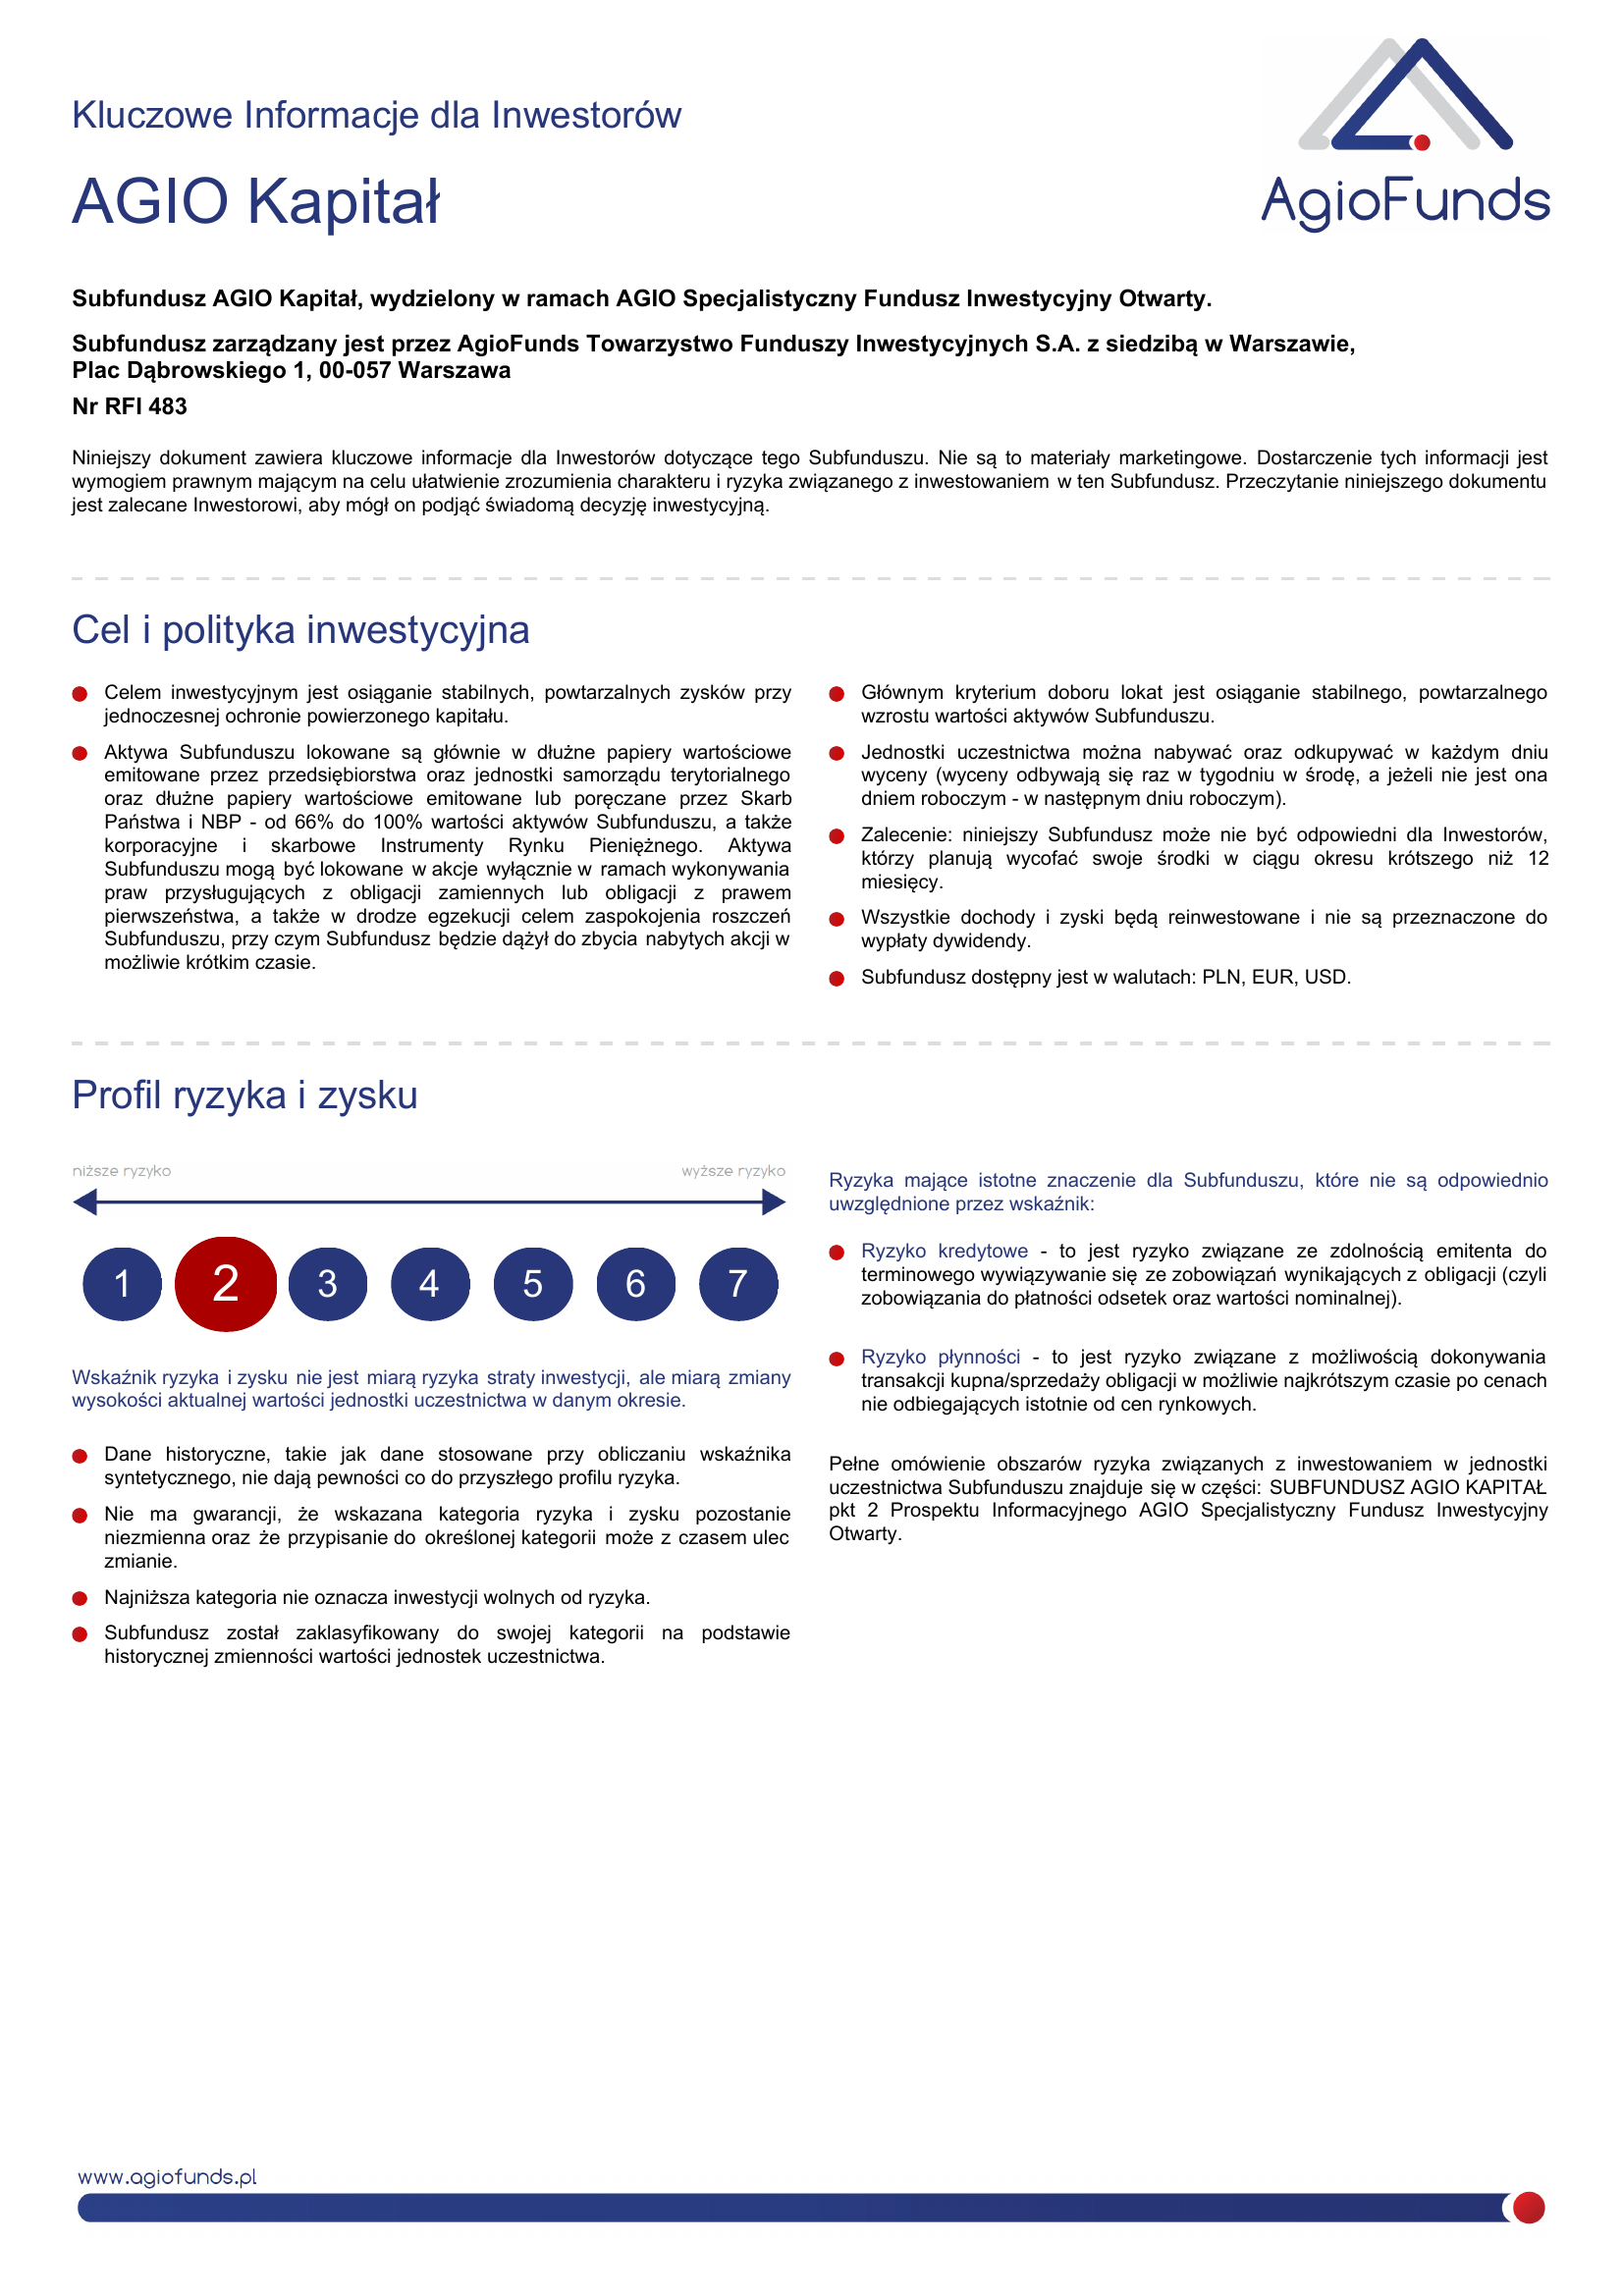 Kluczowe Informacje dla Inwestorów
AGIO Kapitał
AgioFunds
Subfundusz AGIO Kapitał, wydzielony w ramach AGIO Specjalistyczny Fundusz Inwestycyjny Otwarty.
Subfundusz zarządzany jest przez AgioFunds Towarzystwo Funduszy Inwestycyjnych S.A. z siedzibą w Warszawie,
Plac Dąbrowskiego 1, 00-057 Warszawa
Nr RFI 483
Niniejszy dokument zawiera kluczowe informacje dla Inwestorów dotyczące tego Subfunduszu. Nie są to materiały marketingowe. Dostarczenie tych informacji jest
wymogiem prawnym mającym na celu ułatwienie zrozumienia charakteru i ryzyka związanego z inwestowaniem w ten Subfundusz. Przeczytanie niniejszego dokumentu
jest zalecane Inwestorowi, aby mógł on podjąć świadomą decyzję inwestycyjną.
Cel i polityka inwestycyjna
Celem inwestycyjnym jest osiąganie stabilnych, powtarzalnych zysków przy
jednoczesnej ochronie powierzonego kapitału.
Aktywa Subfunduszu lokowane są głównie w dłużne papiery wartościowe
emitowane przez przedsiębiorstwa oraz jednostki samorządu terytorialnego
oraz dłużne papiery wartościowe emitowane lub poręczane przez Skarb
Państwa i NBP - od 66% do 100% wartości aktywów Subfunduszu, a także
korporacyjne i skarbowe Instrumenty Rynku Pieniężnego. Aktywa
Subfunduszu mogą być lokowane w akcje wyłącznie w ramach wykonywania
praw przysługujących z obligacji zamiennych lub obligacji z prawem
pierwszeństwa, a także w drodze egzekucji celem zaspokojenia roszczeń
Subfunduszu, przy czym Subfundusz będzie dążył do zbycia nabytych akcji w
możliwie krótkim czasie.
Głównym kryterium doboru lokat jest osiąganie stabilnego, powtarzalnego
wzrostu wartości aktywów Subfunduszu.
Jednostki uczestnictwa można nabywać oraz odkupywać w każdym dniu
wyceny (wyceny odbywają się raz w tygodniu w środę, a jeżeli nie jest ona
dniem roboczym - w następnym dniu roboczym).
Zalecenie: niniejszy Subfundusz może nie być odpowiedni dla Inwestorów,
którzy planują wycofać swoje środki w ciągu okresu krótszego niż 12
miesięcy.
Wszystkie dochody i zyski będą reinwestowane i nie są przeznaczone do
wypłaty dywidendy.
Subfundusz dostępny jest w walutach: PLN, EUR, USD.
Profil ryzyka i zysku
niższe ryzyko wyższe ryzyko
1 2 3 4 5 6 7
Wskaźnik ryzyka i zysku nie jest miarą ryzyka straty inwestycji, ale miarą zmiany
wysokości aktualnej wartości jednostki uczestnictwa w danym okresie.
Dane historyczne, takie jak dane stosowane przy obliczaniu wskaźnika
syntetycznego, nie dają pewności co do przyszłego profilu ryzyka.
Nie ma gwarancji, że wskazana kategoria ryzyka i zysku pozostanie
niezmienna oraz że przypisanie do określonej kategorii może z czasem ulec
zmianie.
Najniższa kategoria nie oznacza inwestycji wolnych od ryzyka.
Subfundusz został zaklasyfikowany do swojej kategorii na podstawie
historycznej zmienności wartości jednostek uczestnictwa.
Ryzyka mające istotne znaczenie dla Subfunduszu, które nie są odpowiednio
uwzględnione przez wskaźnik:
Ryzyko kredytowe - to jest ryzyko związane ze zdolnością emitenta do
terminowego wywiązywanie się ze zobowiązań wynikających z obligacji (czyli
zobowiązania do płatności odsetek oraz wartości nominalnej).
Ryzyko płynności - to jest ryzyko związane z możliwością dokonywania
transakcji kupna/sprzedaży obligacji w możliwie najkrótszym czasie po cenach
nie odbiegających istotnie od cen rynkowych.
Pełne omówienie obszarów ryzyka związanych z inwestowaniem w jednostki
uczestnictwa Subfunduszu znajduje się w części: SUBFUNDUSZ AGIO KAPITAŁ
pkt 2 Prospektu Informacyjnego AGIO Specjalistyczny Fundusz Inwestycyjny
Otwarty.
www.agiofunds.pl